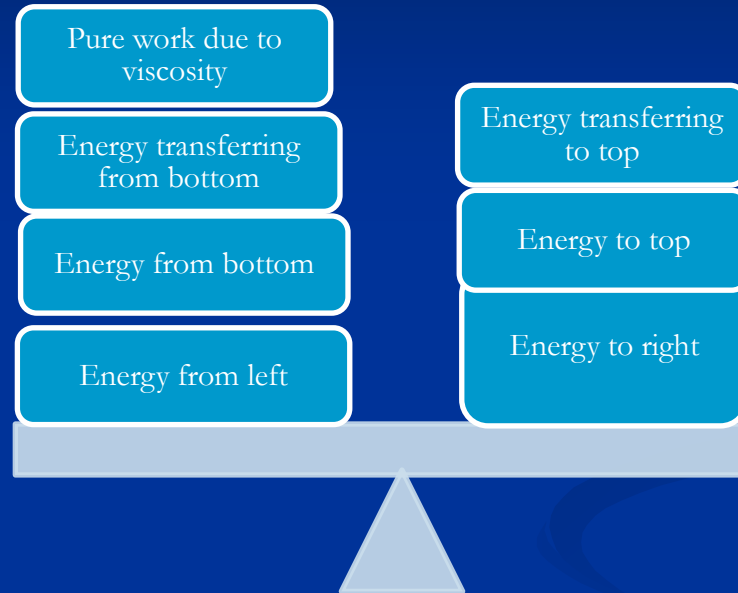 Pure work due to
viscosity
Energy transferring
from bottom
Energy from bottom
Energy from left
Energy transferring
to top
Energy to top
Energy to right